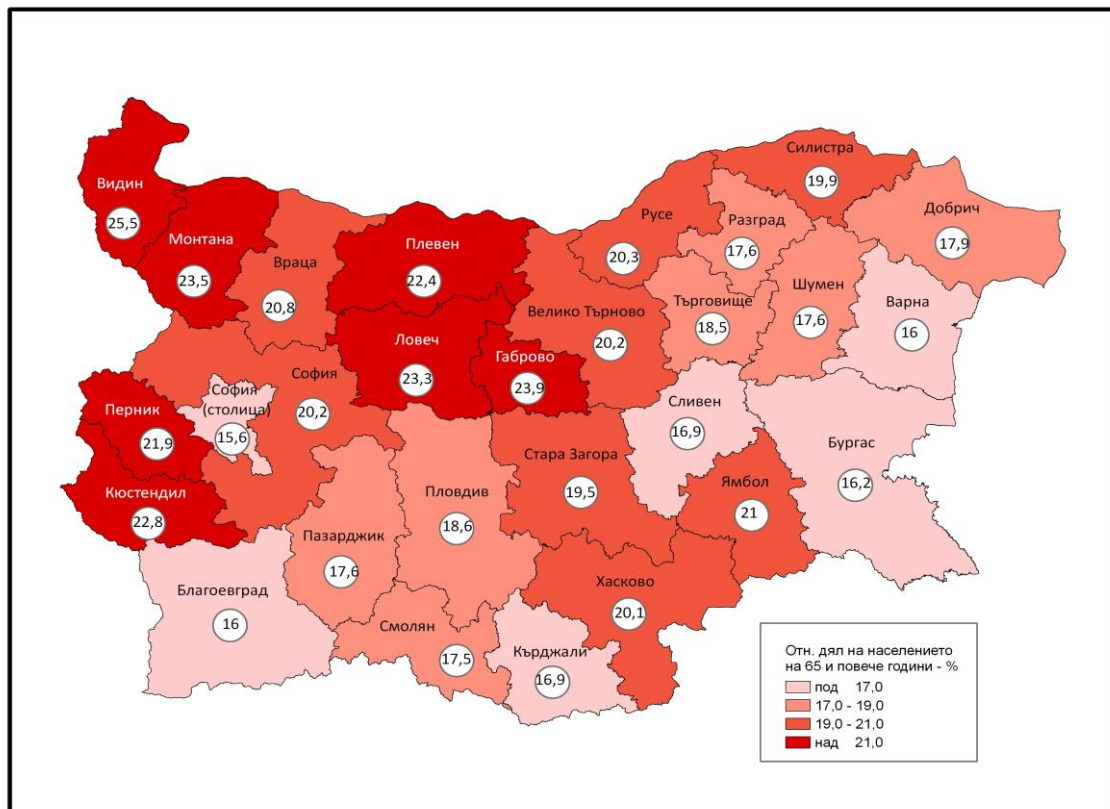 Видин
25,5
Монтана
23,5
Враца
20,8
Плевен
22,4
Ловеч
23,3
Габрово
23,9
Велико Търново
20,2
Русе
20,3
Силистра
19,9
Разград
17,6
Добрич
17,9
Търговище
18,5
Шумен
17,6
Варна
16
София
20,2
София
(столица)
15,6
Перник
21,9
Кюстендил
22,8
Благоевград
16
Пазарджик
17,6
Пловдив
18,6
Смолян
17,5
Стара Загора
19,5
Сливен
16,9
Ямбол
21
Бургас
16,2
Хасково
20,1
Кърджали
16,9
Отн. дял на населението
на 65 и повече години - %
под 17,0
17,0 - 19,0
19,0 - 21,0
над 21,0